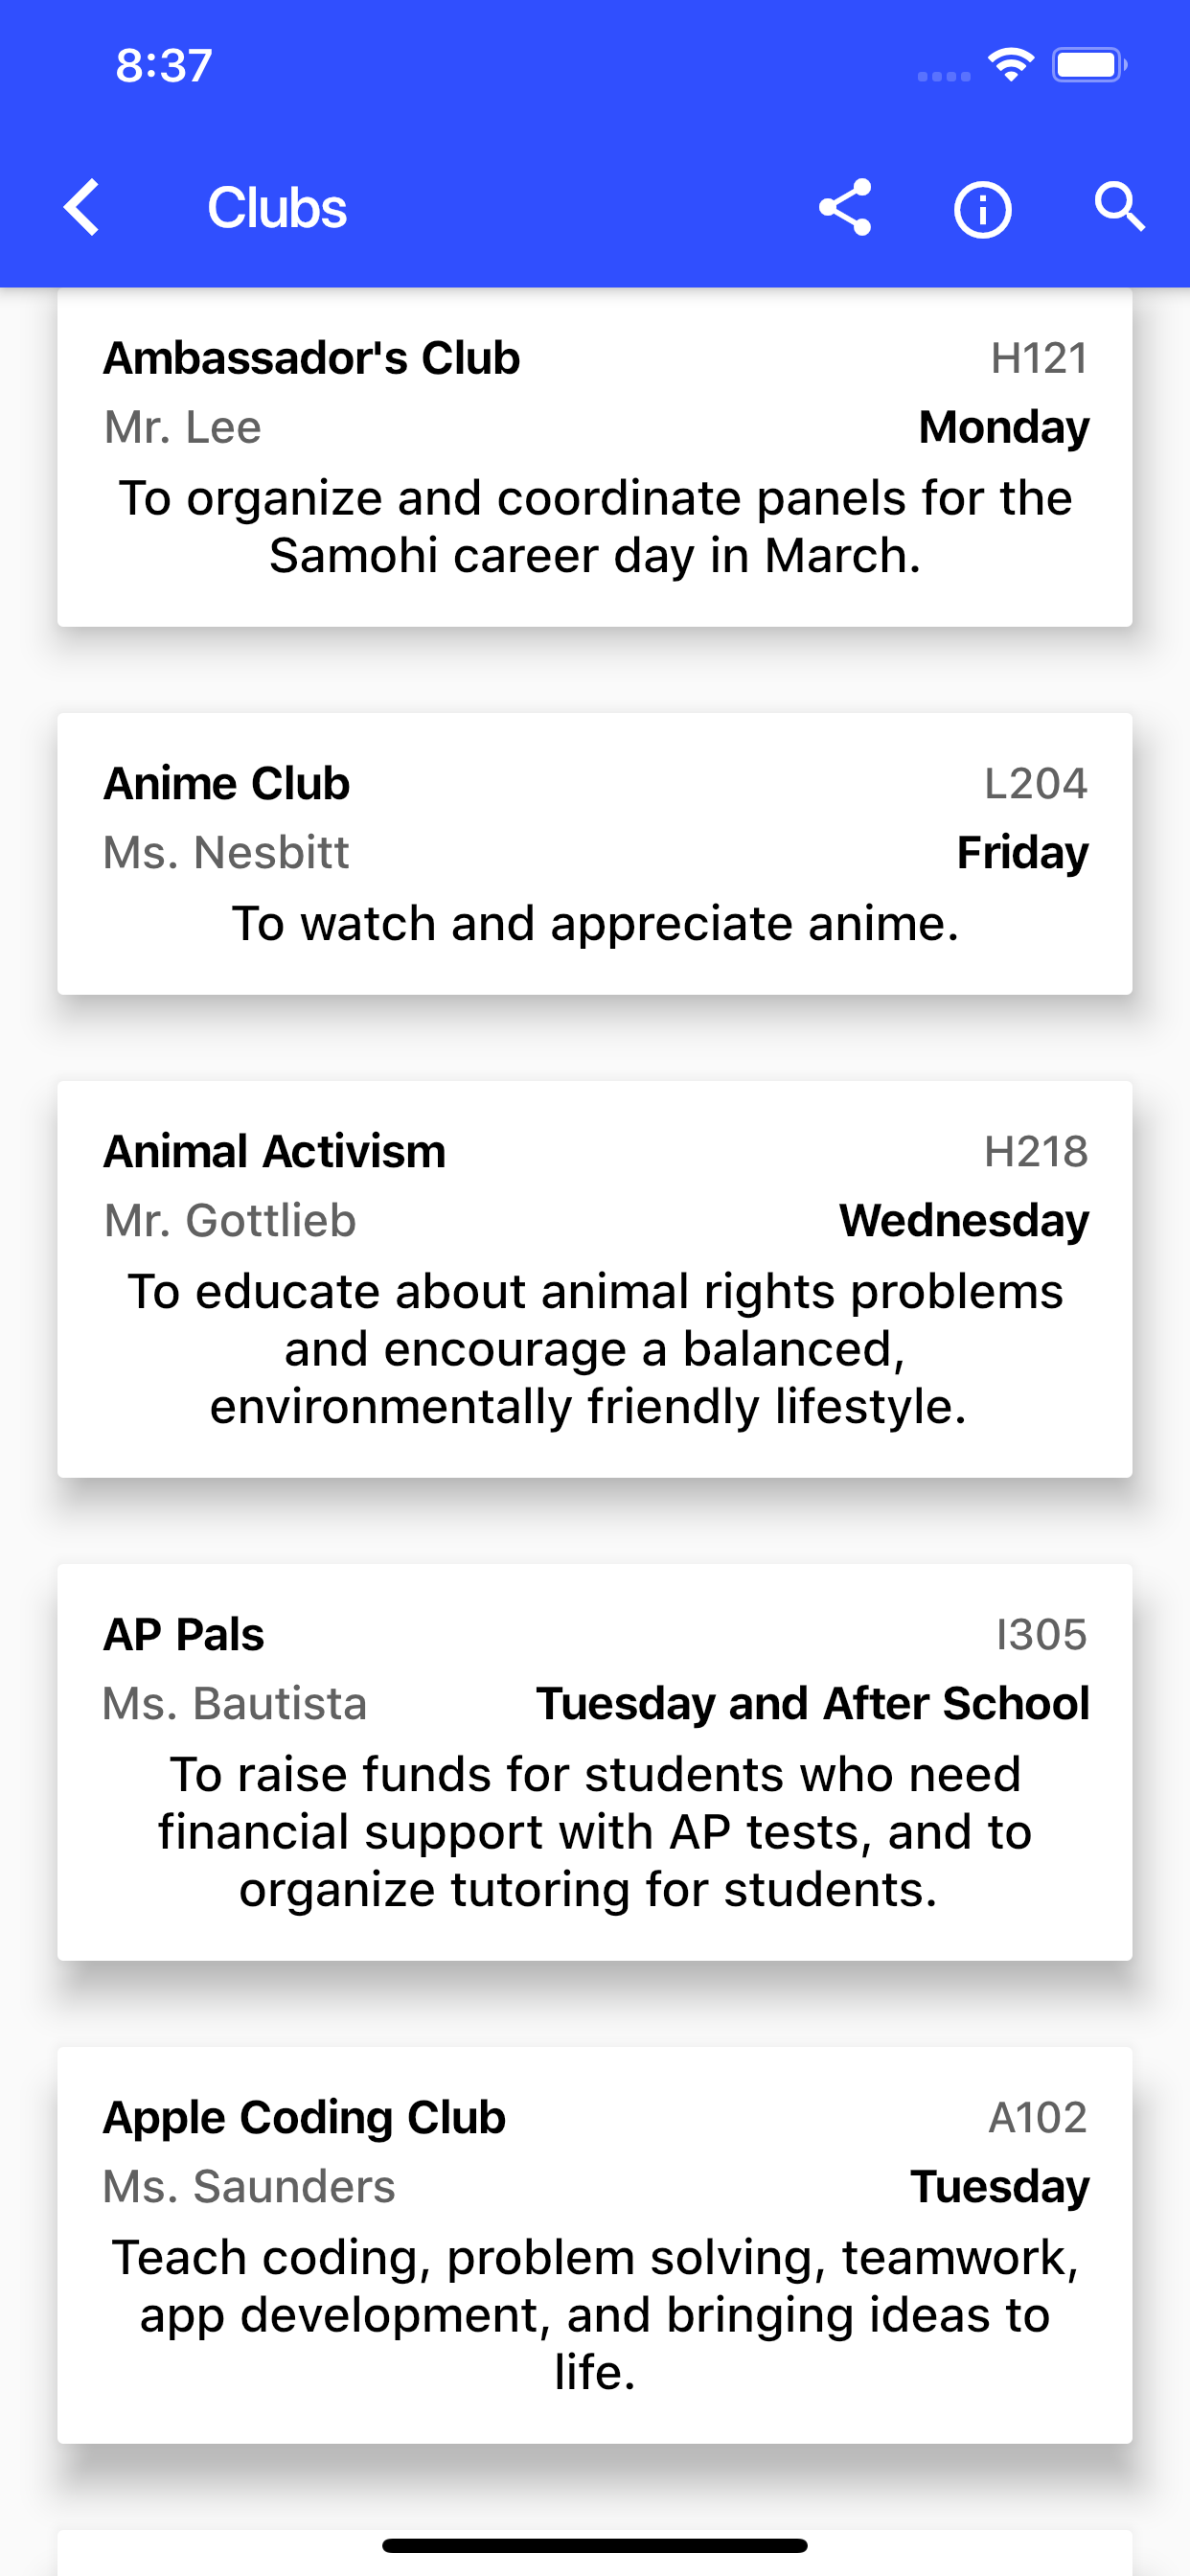 8:37
Clubs
Ambassador's Club H121
Mr. Lee Monday
To organize and coordinate panels for the
Samohi career day in March.
Anime Club L204
Ms. Nesbitt Friday
To watch and appreciate anime.
Animal Activism H218
Mr. Gottlieb Wednesday
To educate about animal rights problems
and encourage a balanced,
environmentally friendly lifestyle.
AP Pals I305
Ms. Bautista Tuesday and After School
To raise funds for students who need
financial support with AP tests, and to
organize tutoring for students.
Apple Coding Club A102
Ms. Saunders Tuesday
Teach coding, problem solving, teamwork,
app development, and bringing ideas to
life.